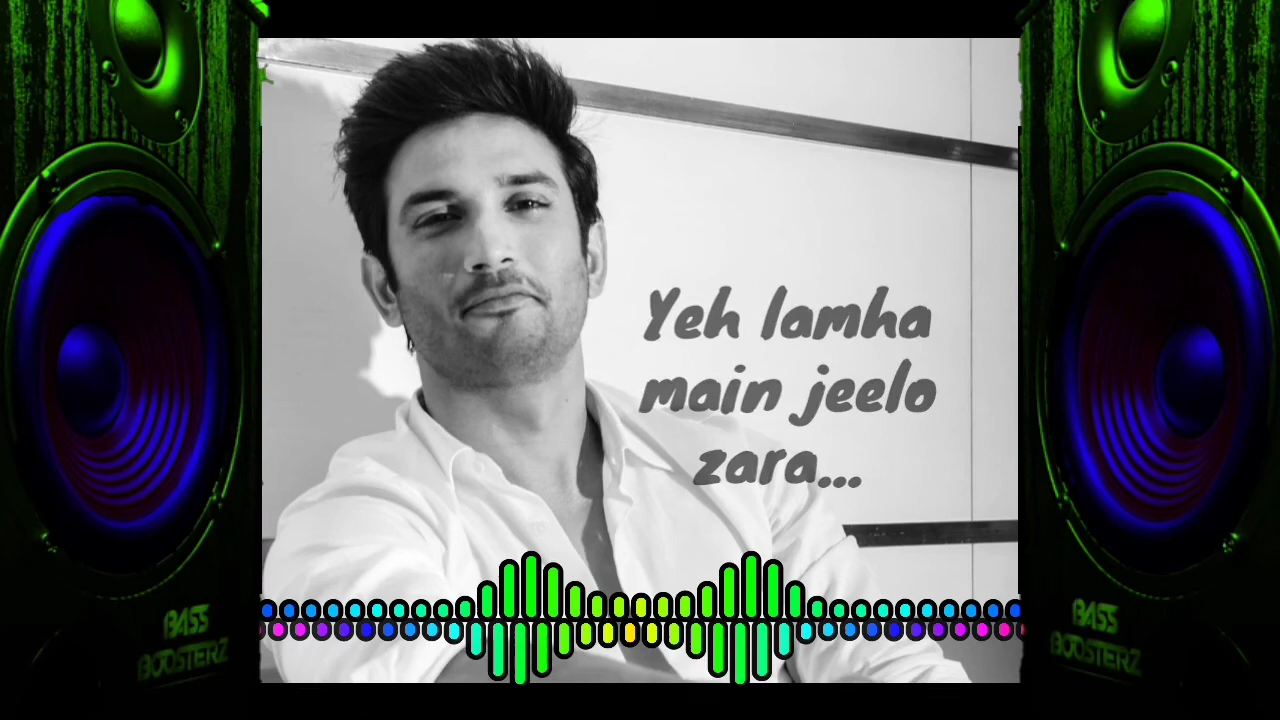 Yeh lamha
main jeelo
zara...
BASS
BOOSTERZ
BASS
BOOSTERZ